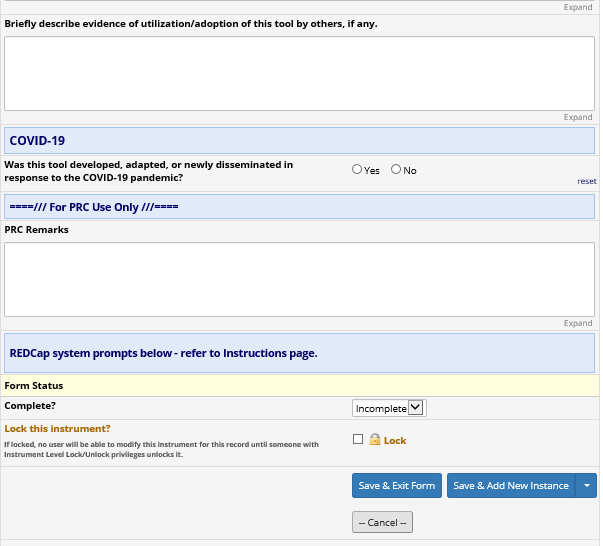 Expand
Briefly describe evidence of utilization/adoption of this tool by others, if any.
Expand
COVID-19
Was this tool developed, adapted, or newly disseminated in
response to the COVID-19 pandemic?
Yes No
reset
====/// For PRC Use Only ///====
PRC Remarks
Expand
REDCap system prompts below - refer to Instructions page.
Form Status
Complete?
Incomplete
Lock this instrument?
If locked, no user will be able to modify this instrument for this record until someone with
Instrument Level Lock/Unlock privileges unlocks it.
Lock
Save & Exit Form Save & Add New Instance
-- Cancel --